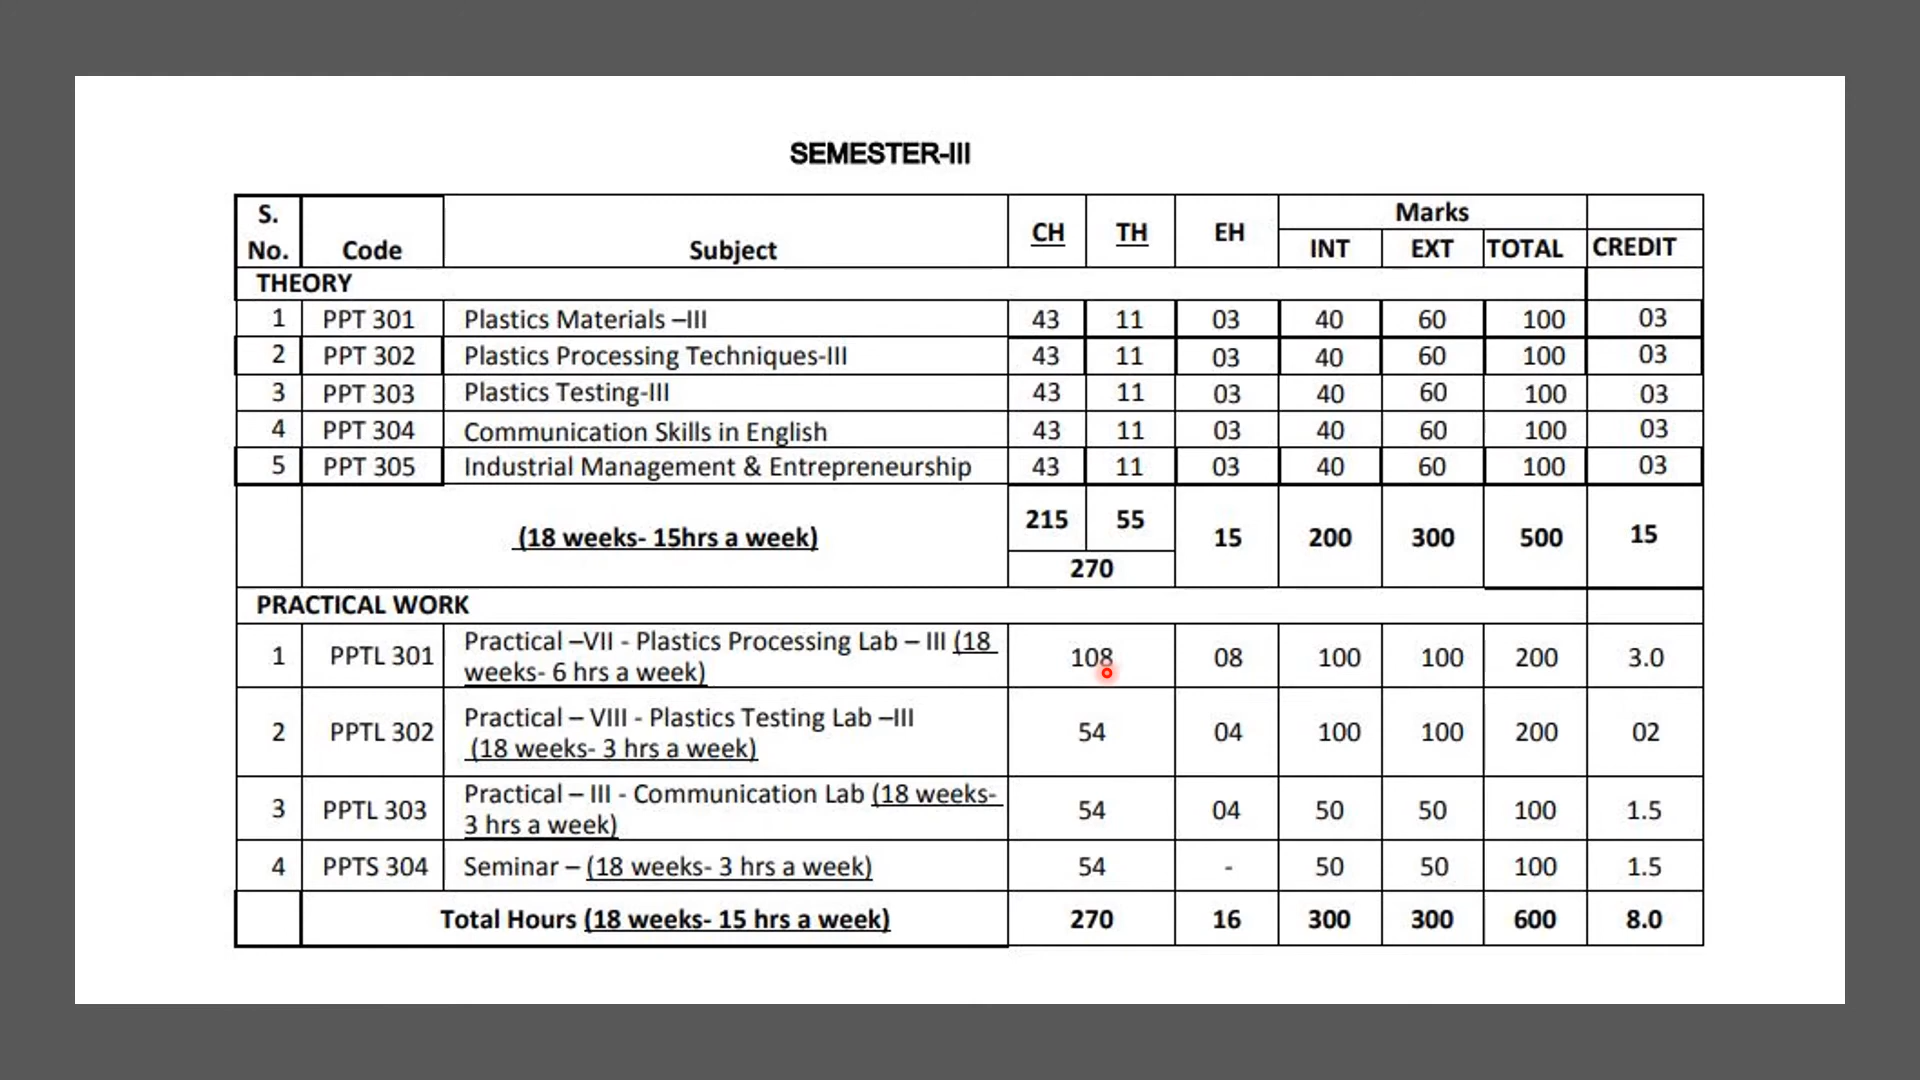 SEMESTER-III
S. No. Code Subject CH TH EH Marks INT EXT TOTAL CREDIT
THEORY
1 PPT 301 Plastics Materials –III 43 11 03 40 60 100 03
2 PPT 302 Plastics Processing Techniques-III 43 11 03 40 60 100 03
3 PPT 303 Plastics Testing-III 43 11 03 40 60 100 03
4 PPT 304 Communication Skills in English 43 11 03 40 60 100 03
5 PPT 305 Industrial Management & Entrepreneurship 43 11 03 40 60 100 03
(18 weeks- 15hrs a week) 215 55 15 200 300 500 15
270
PRACTICAL WORK
1 PPTL 301 Practical –VII - Plastics Processing Lab – III (18
weeks- 6 hrs a week) 108 08 100 100 200 3.0
2 PPTL 302 Practical – VIII - Plastics Testing Lab –III
(18 weeks- 3 hrs a week) 54 04 100 100 200 02
3 PPTL 303 Practical – III - Communication Lab (18 weeks-
3 hrs a week) 54 04 50 50 100 1.5
4 PPTS 304 Seminar – (18 weeks- 3 hrs a week) 54 - 50 50 100 1.5
Total Hours (18 weeks- 15 hrs a week) 270 16 300 300 600 8.0